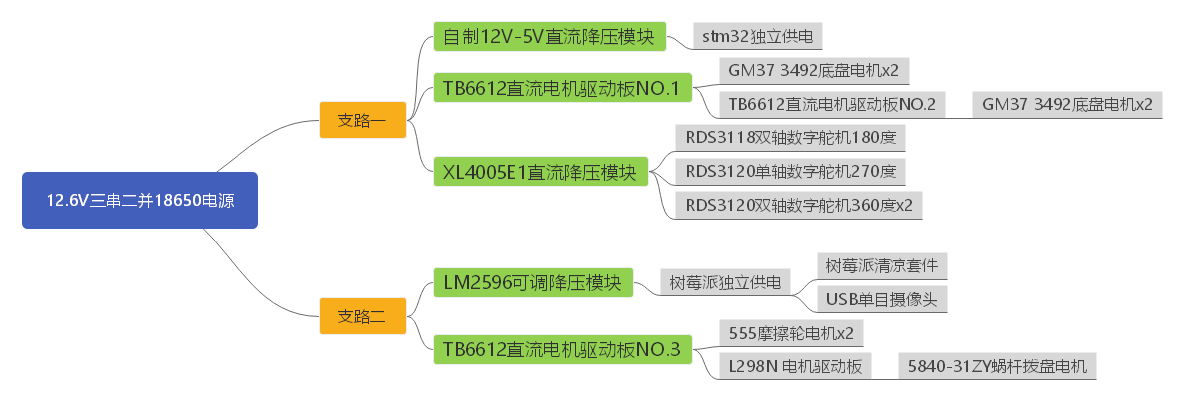 12.6V三串二并18650电源
支路一
自制12V-5V直流降压模块
stm32独立供电
TB6612直流电机驱动板NO.1
GM37 3492底盘电机x2
TB6612直流电机驱动板NO.2
GM37 3492底盘电机x2
XL4005E1直流降压模块
RDS3118双轴数字舵机180度
RDS3120单轴数字舵机270度
RDS3120双轴数字舵机360度x2
支路二
LM2596可调降压模块
树莓派独立供电
树莓派清凉套件
USB单目摄像头
TB6612直流电机驱动板NO.3
555摩擦轮电机x2
L298N 电机驱动板
5840-31ZY蜗杆拨盘电机